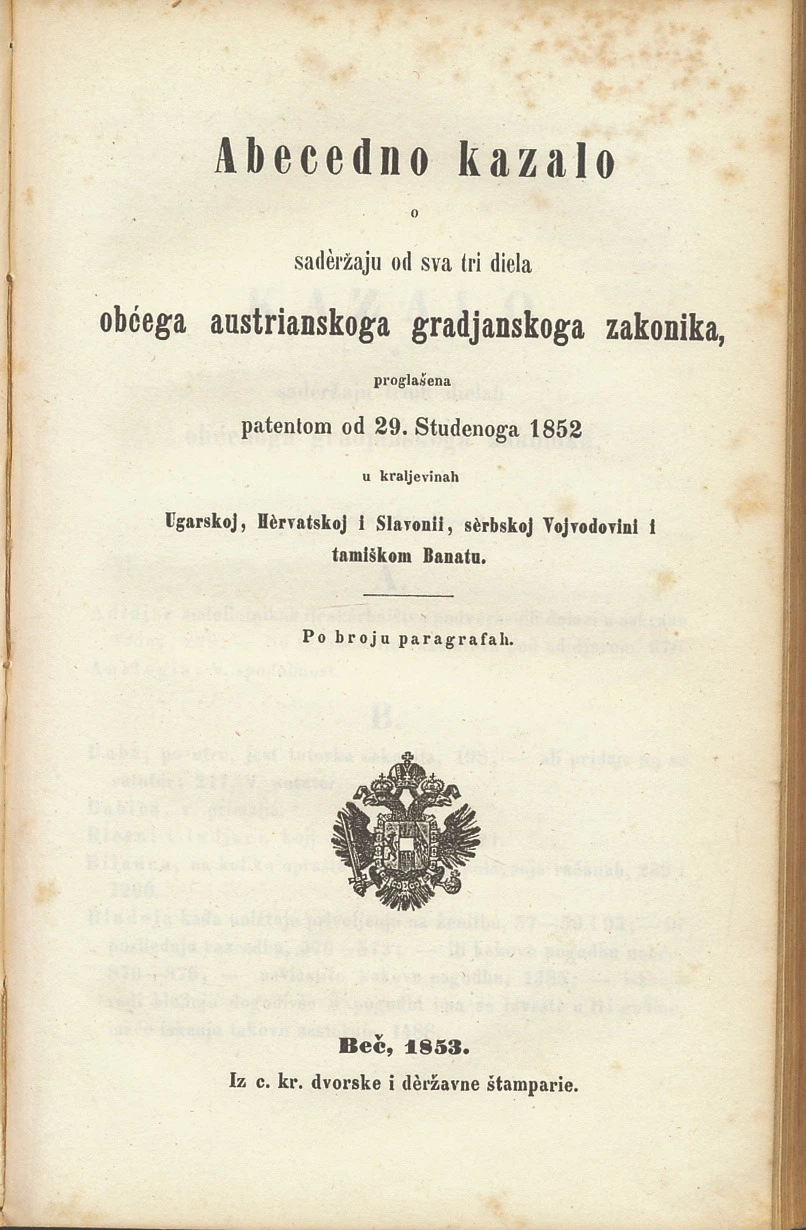 Abecedno kazalo
o
sadèržaju od sva tri diela
obćega austrianskoga gradjanskoga zakonika,
proglašena
patentom od 29. Studenoga 1852
u kraljevinah
Ugarskoj, Hèrvatskoj i Slavonii, sèrbskoj Vojvodovini i
tamiškom Banatu.
Po broju paragrafah.
Beč, 1853.
Iz c. kr. dvorske i dèržavne štamparie.